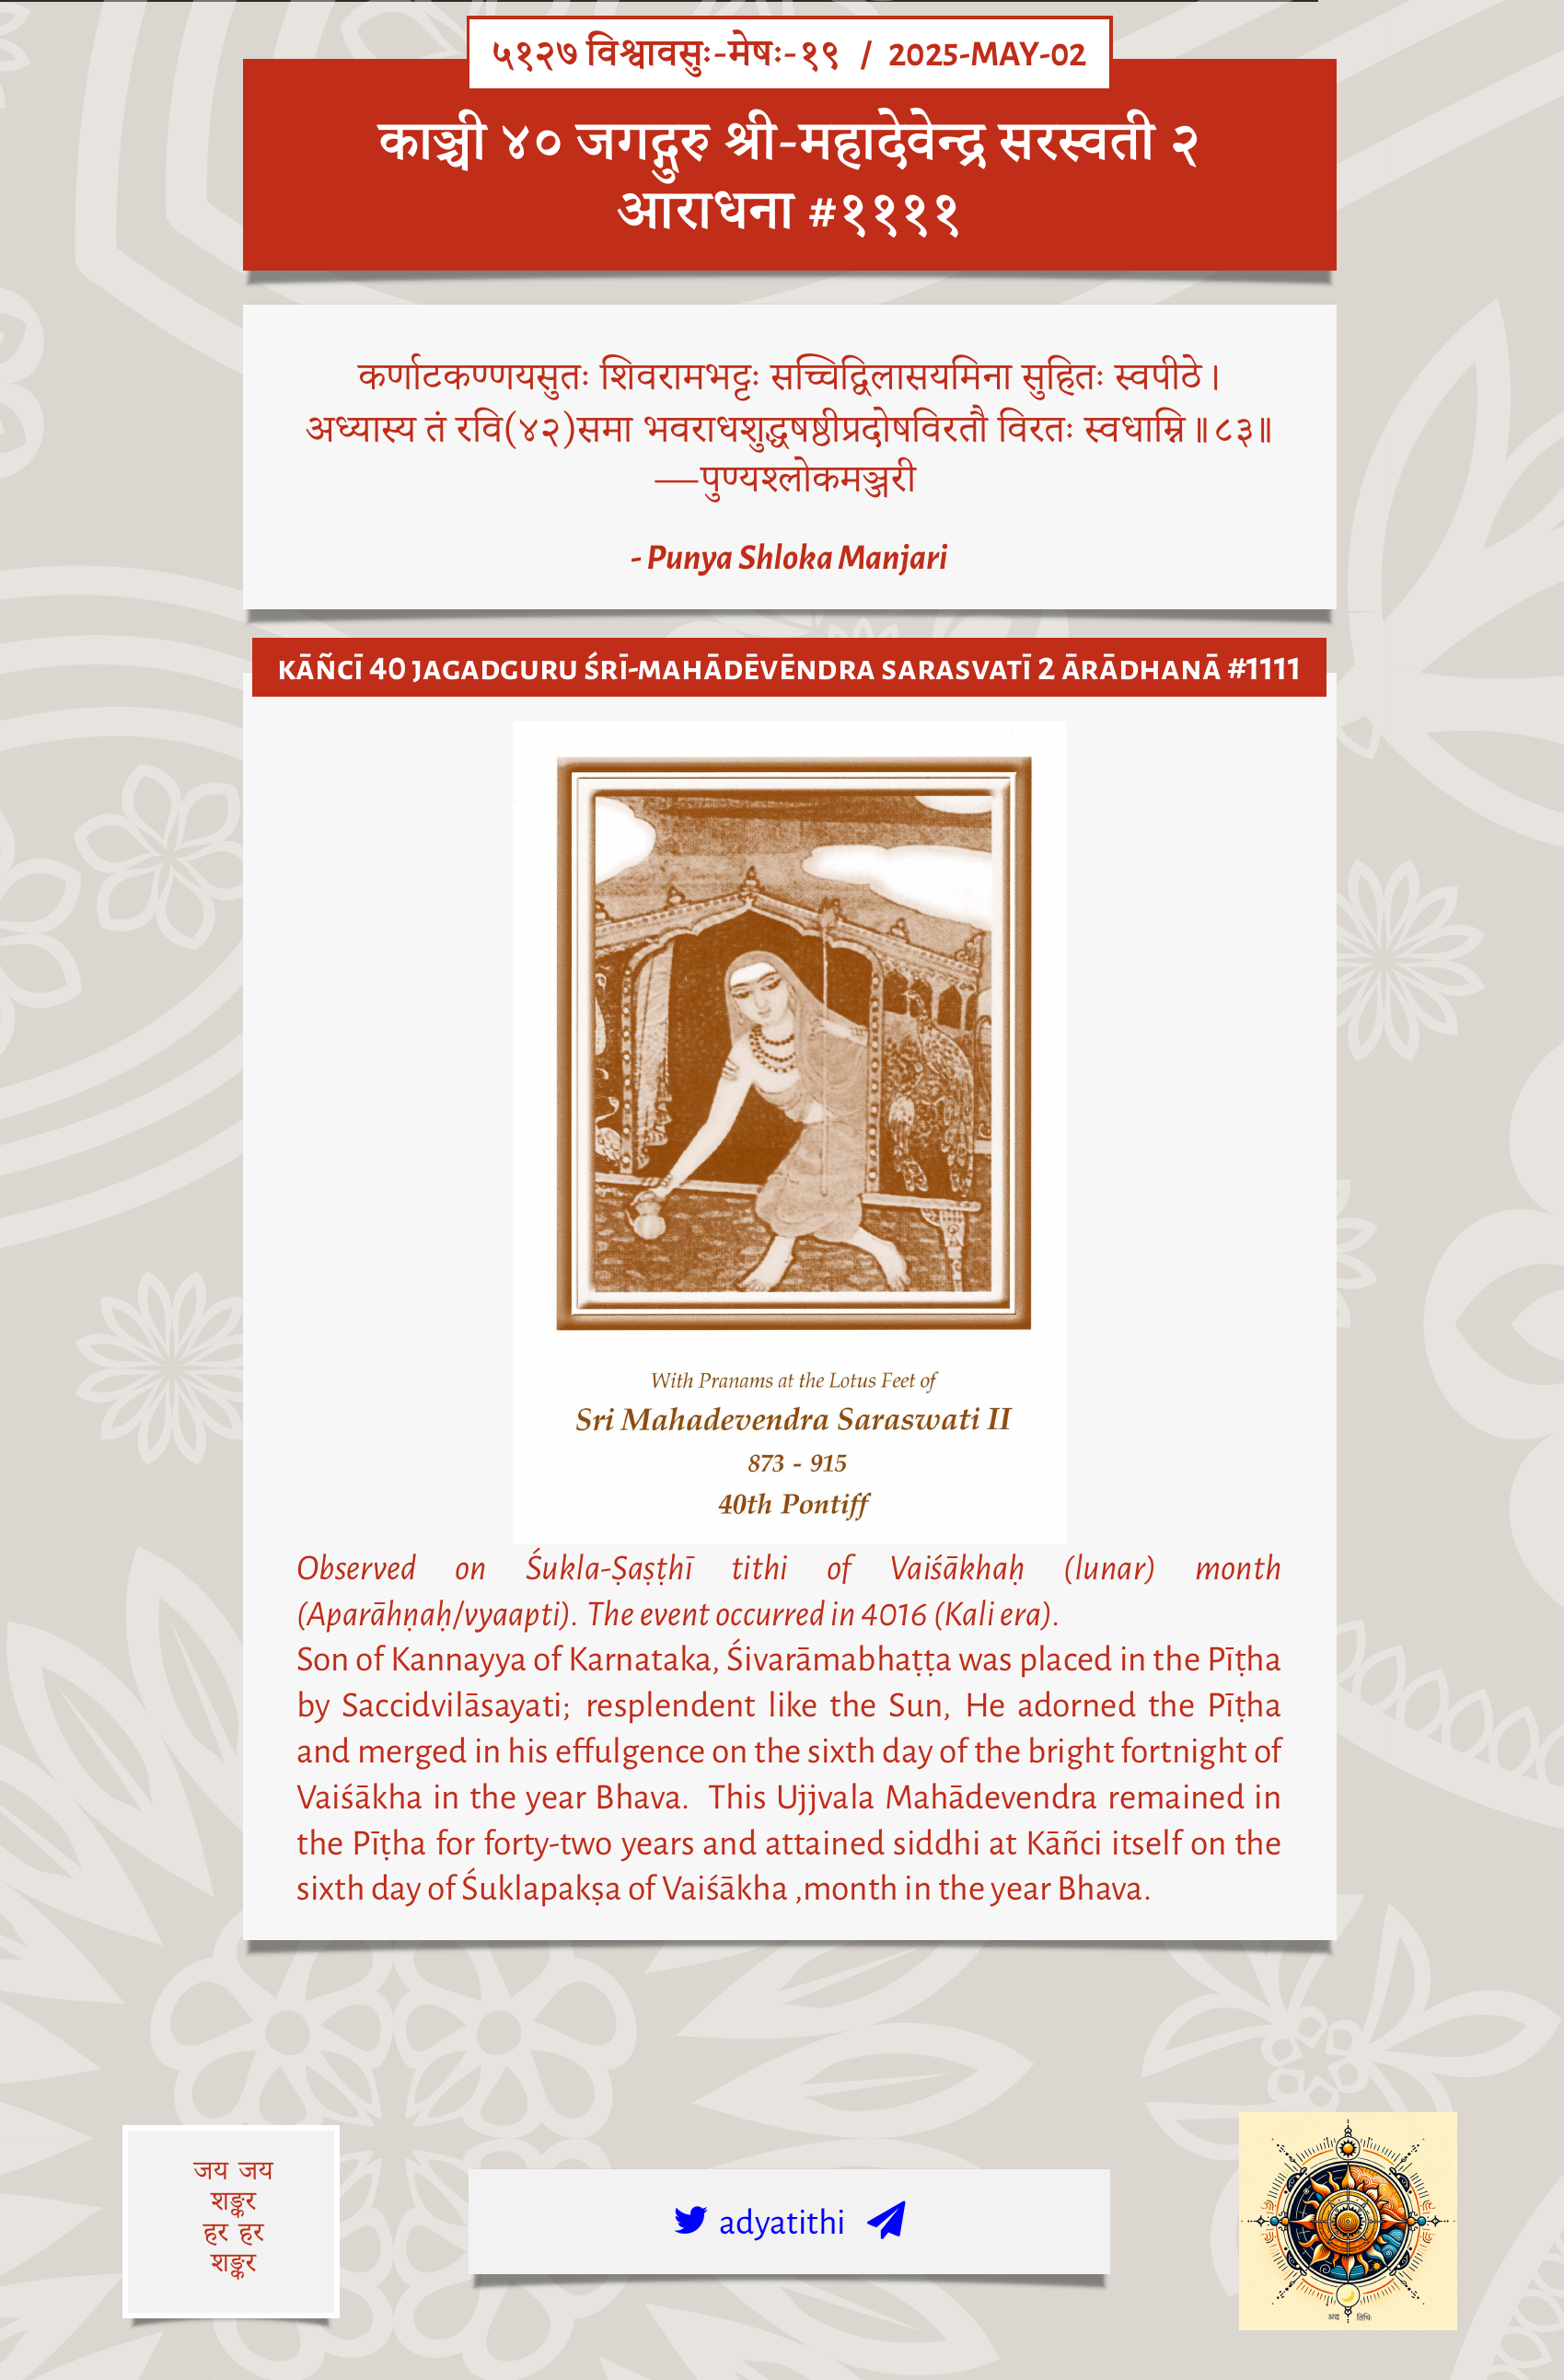 ५१२७ विश्वावसुः-मेषः-१९ / 2025-MAY-02
काञ्ची ४० जगद्गुरु श्री-महादेवेन्द्र सरस्वती २
आराधना #११११
कर्णाटकण्णयसुतः शिवरामभट्टः सच्चिद्विलासयमिना सुहितः स्वपीठे।
अध्यास्य तं रवि(४२)समा भवराधशुद्धषष्ठीप्रदोषविरतौ विरतः स्वधाम्नि॥८३॥
—पुण्यश्लोकमञ्जरी
- Punya Shloka Manjari
KĀÑCĪ 40 JAGADGURU ŚRĪ-MAHĀDĒVĒNDRA SARASVATĪ 2 ĀRĀDHANĀ #1111
With Pranams at the Lotus Feet of
Sri Mahadevendra Saraswati II
873 - 915
40th Pontiff
Observed on Śukla-Ṣaṣṭhī tithi of Vaiśākhaḥ (lunar) month
(Aparāhṇaḥ/vyaapti). The event occurred in 4016 (Kali era).
Son of Kannayya of Karnataka, Śivarāmabhaṭṭa was placed in the Pīṭha
by Saccidvilāsayati; resplendent like the Sun, He adorned the Pīṭha
and merged in his effulgence on the sixth day of the bright fortnight of
Vaiśākha in the year Bhava. This Ujjvala Mahādevendra remained in
the Pīṭha for forty-two years and attained siddhi at Kāñci itself on the
sixth day of Śuklapakṣa of Vaiśākha ,month in the year Bhava.
जय जय
शङ्कर
हर हर
शङ्कर
adyatithi
अद्य तिथिः